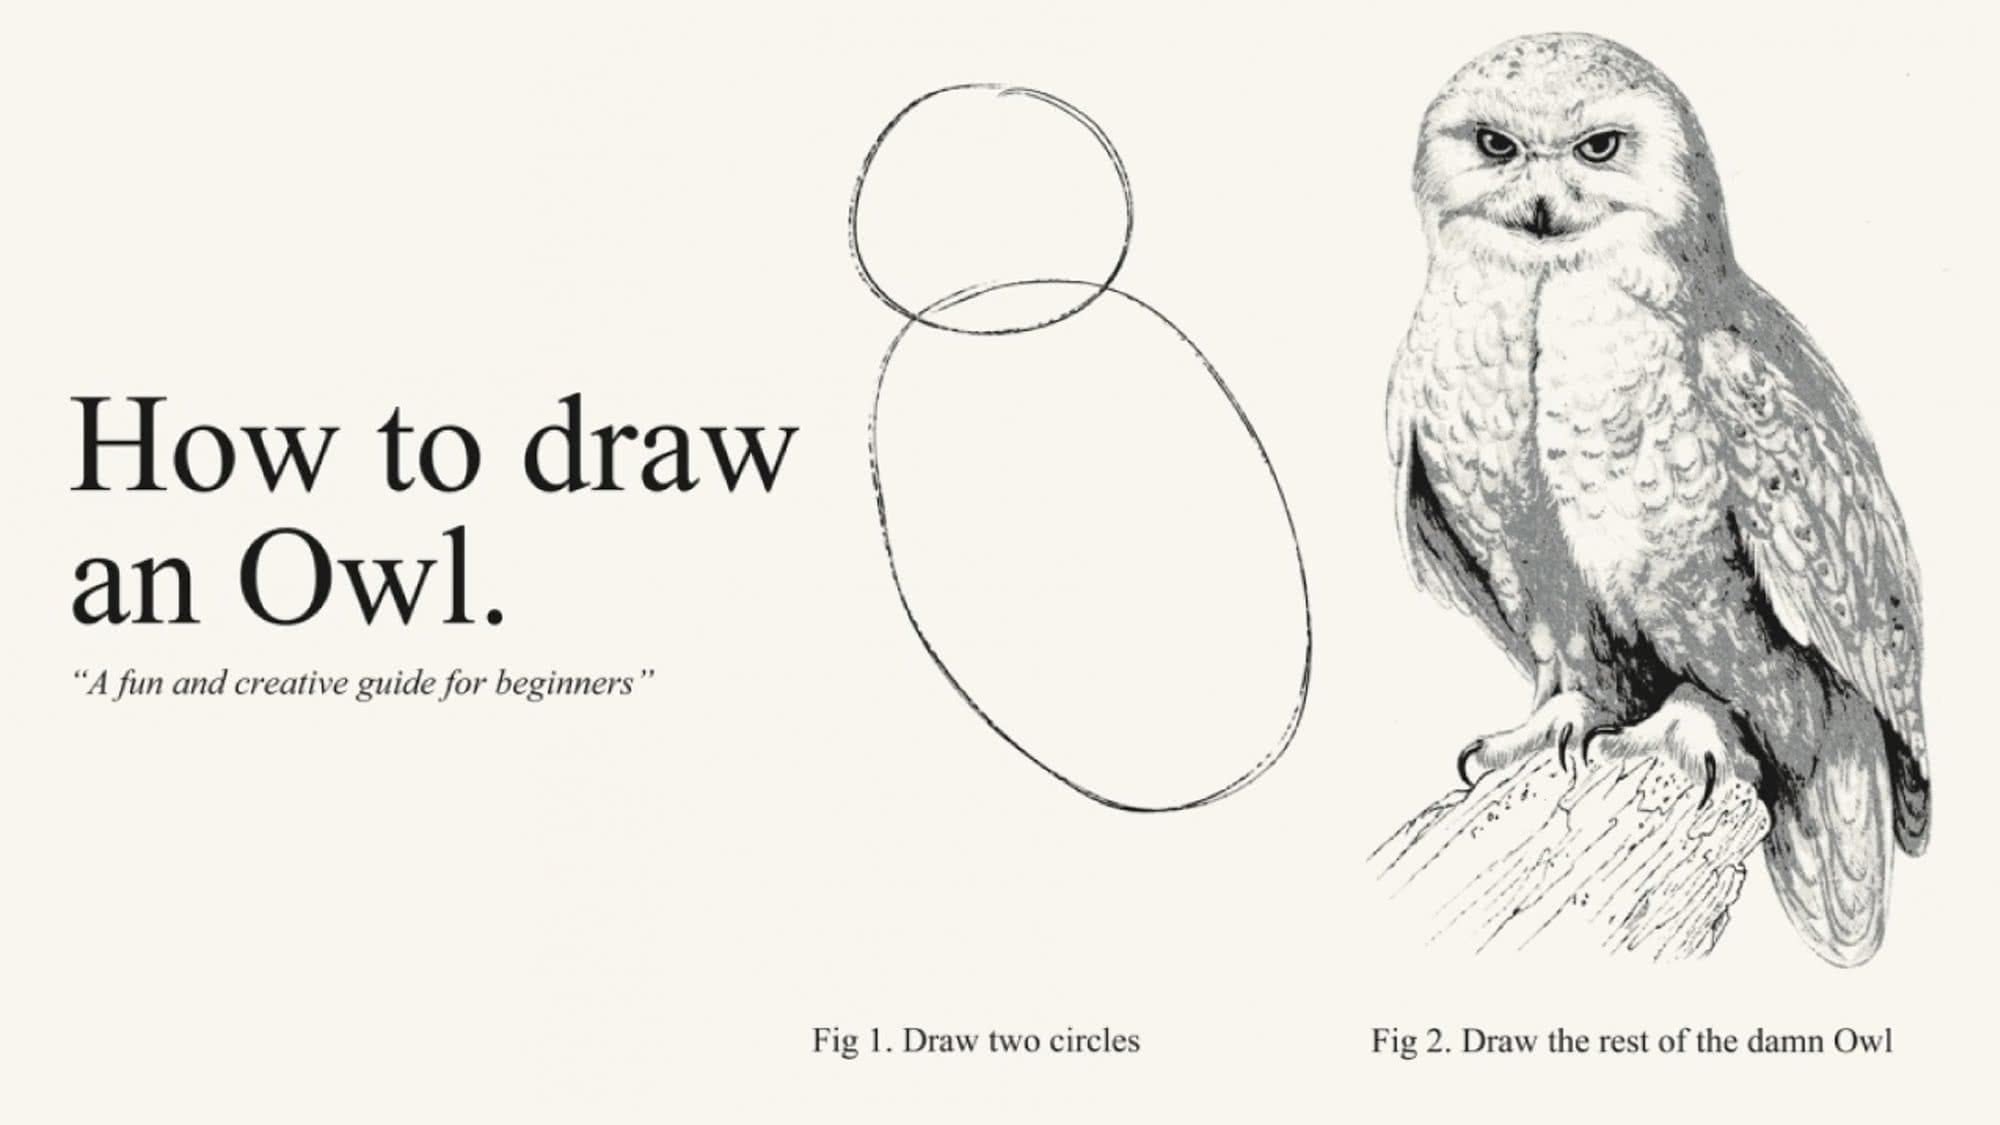 How to draw
an Owl.
“A fun and creative guide for beginners”
Fig 1. Draw two circles
Fig 2. Draw the rest of the damn Owl